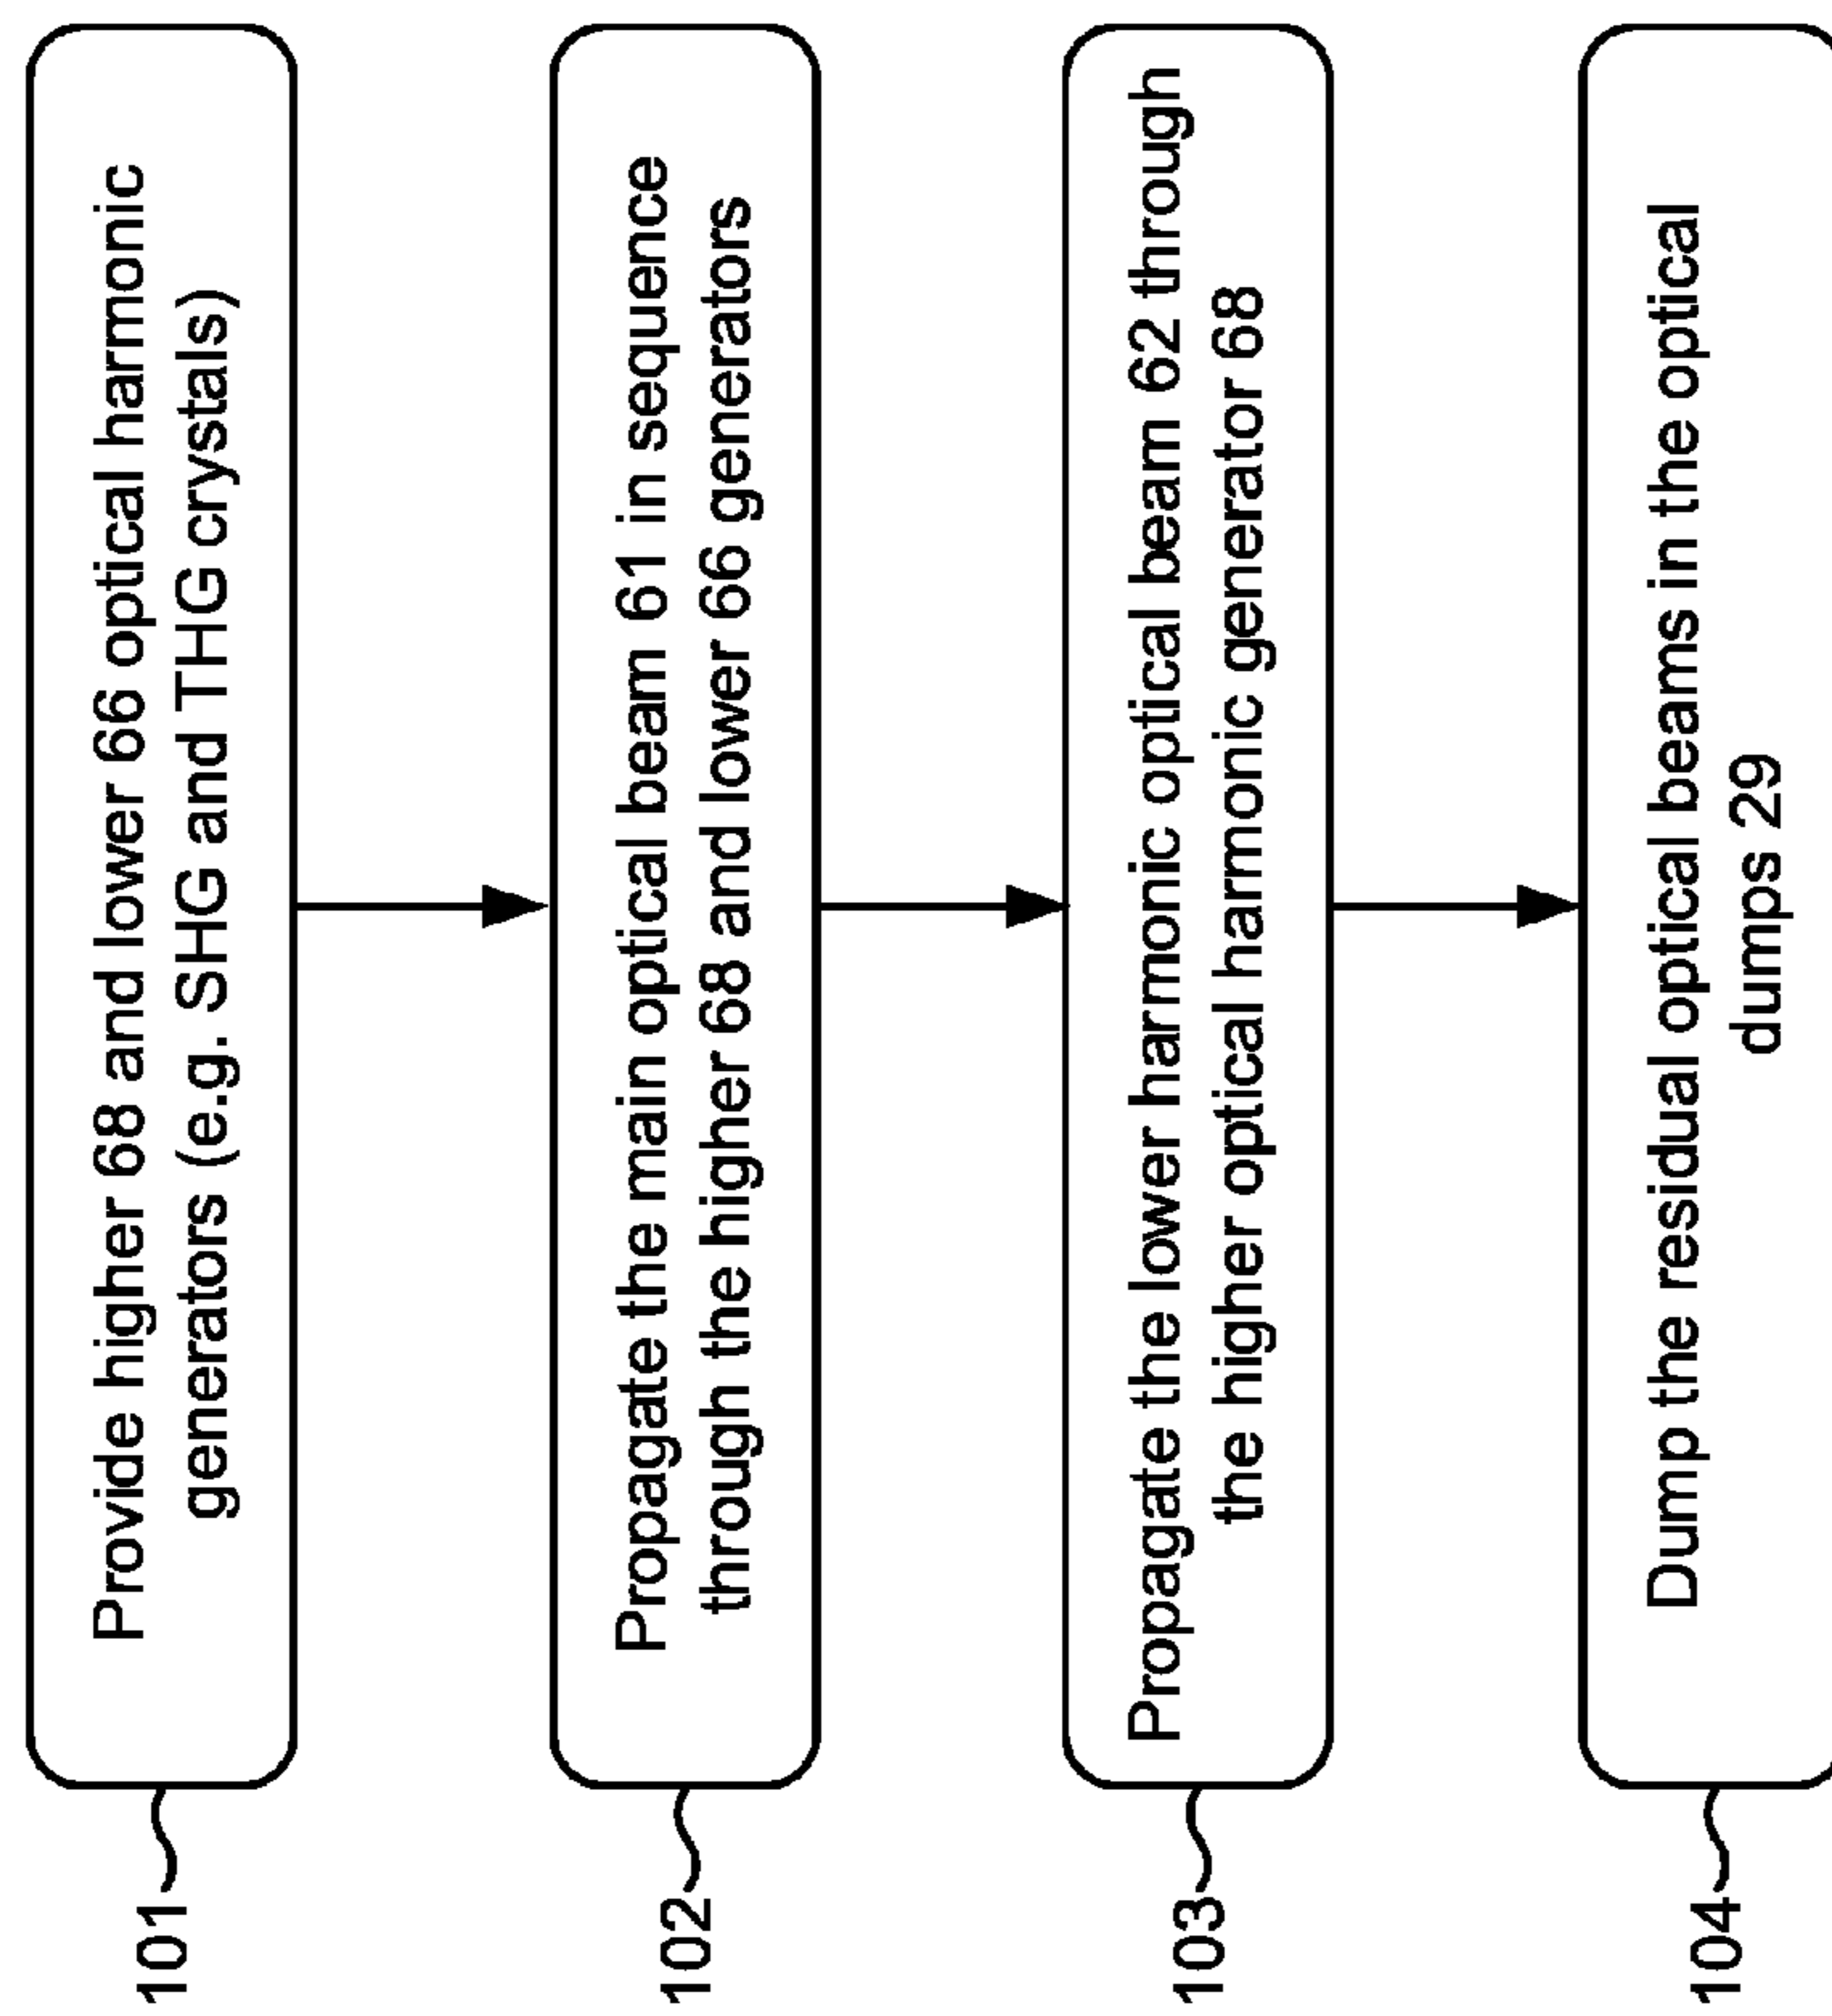 101
Provide higher 68 and lower 66 optical harmonic
generators (e.g. SHG and THG crystals)
102
Propagate the main optical beam 61 in sequence
through the higher 68 and lower 66 generators
103
Propagate the lower harmonic optical beam 62 through
the higher optical harmonic generator 68
104
Dump the residual optical beams in the optical
dumps 29